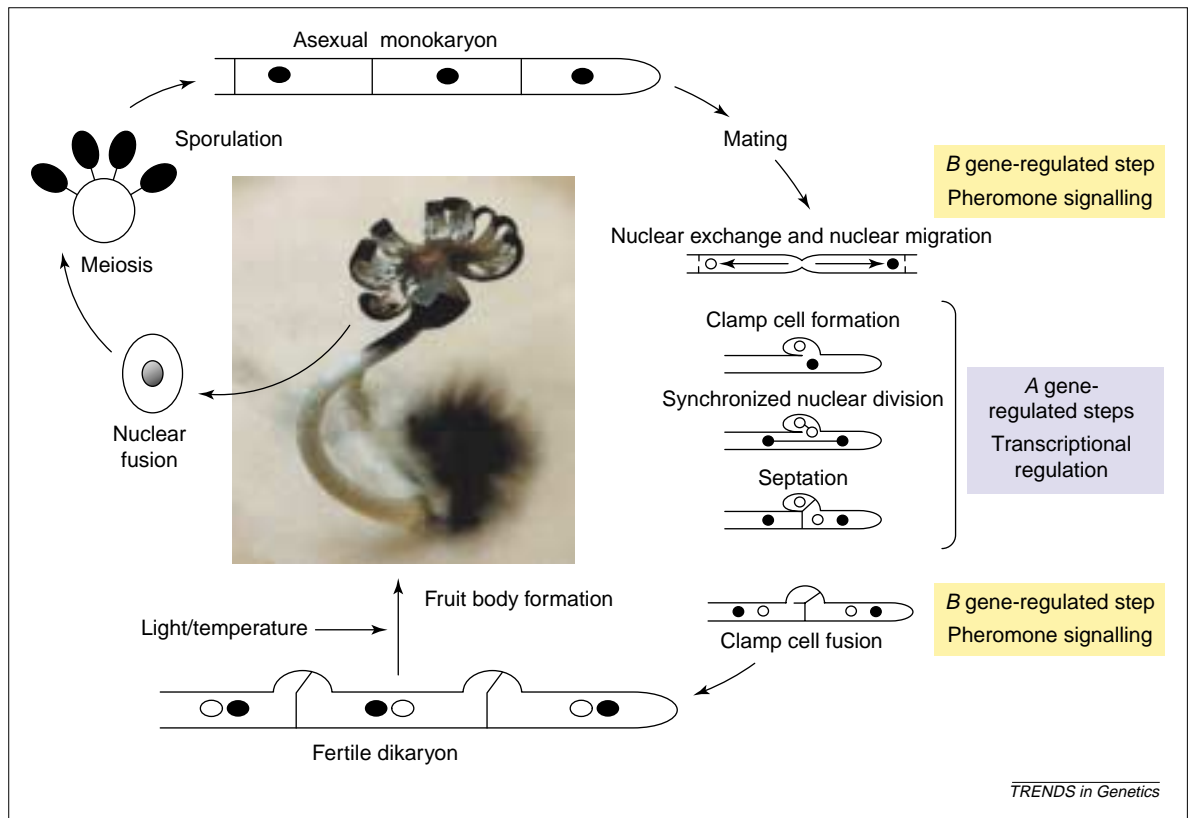 Asexual monokaryon
Sporulation
Mating
B gene-regulated step
Pheromone signalling
Nuclear exchange and nuclear migration
Meiosis
Clamp cell formation
Synchronized nuclear division
A gene-
regulated steps
Transcriptional
regulation
Nuclear
fusion
Septation
Fruit body formation
Light/temperature
B gene-regulated step
Pheromone signalling
Clamp cell fusion
Fertile dikaryon
TRENDS in Genetics